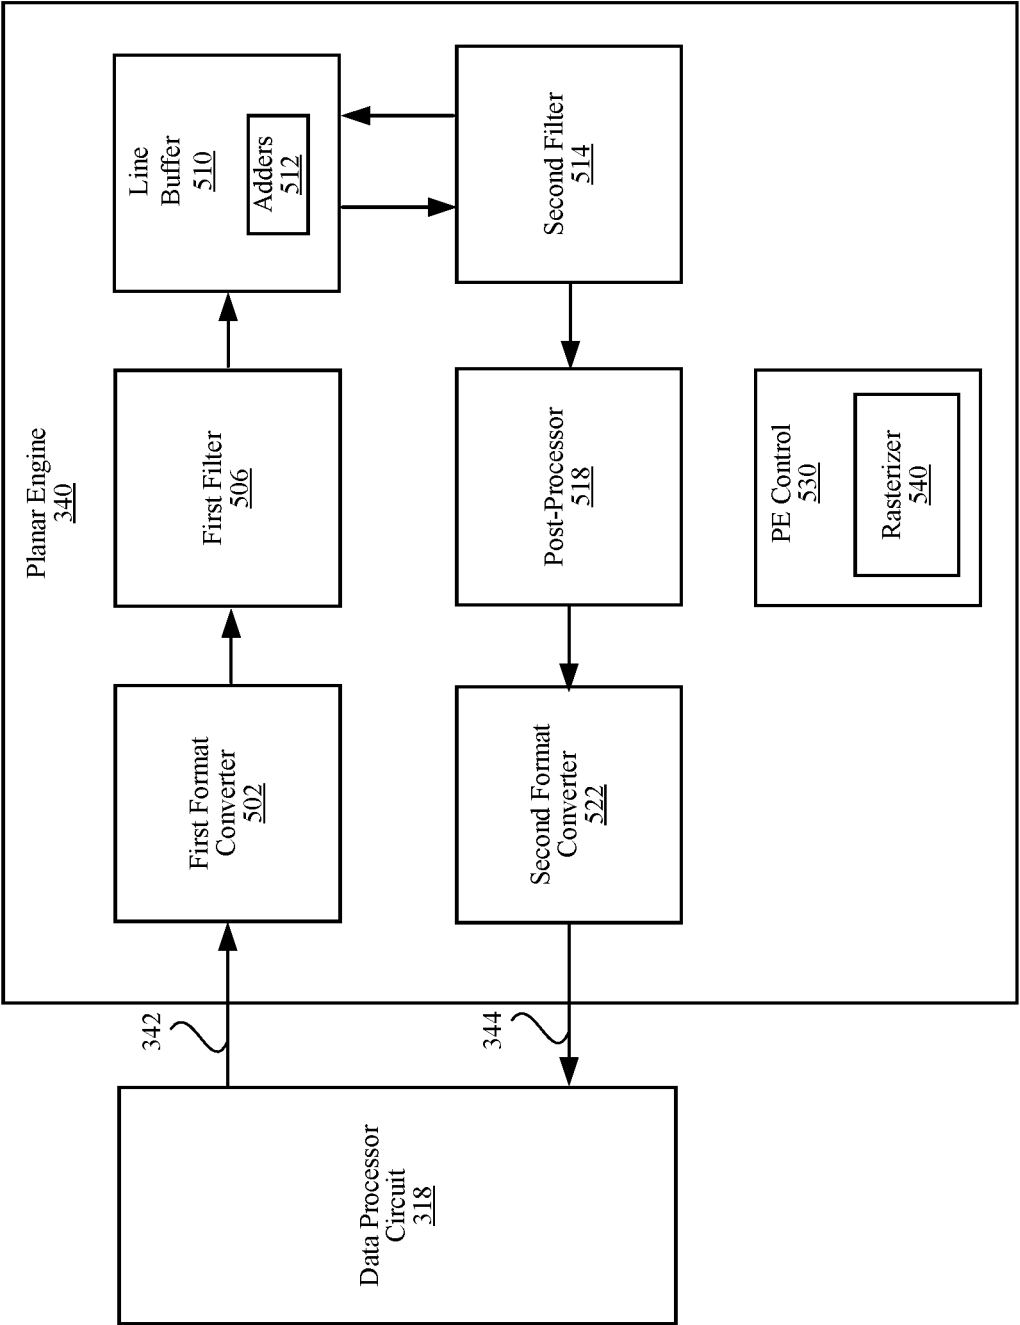 Planar Engine
340
First Format
Converter
502
First Filter
506
Line
Buffer
510
Adders
512
Second Filter
514
Post-Processor
518
Second Format
Converter
522
PE Control
530
Rasterizer
540
342
344
Data Processor
Circuit
318